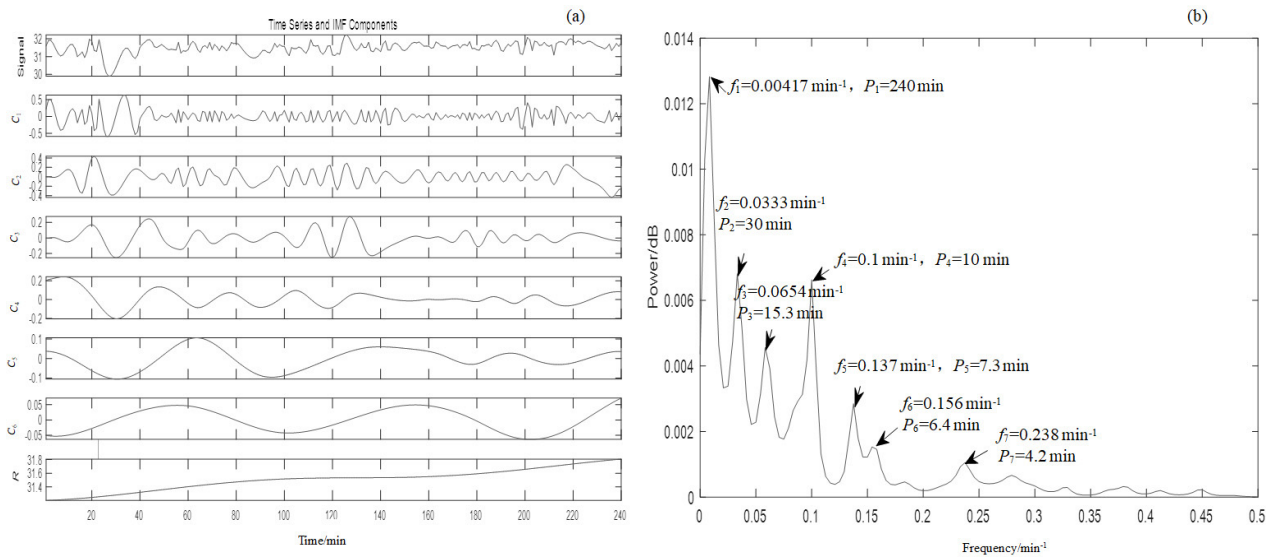 Time Series and IMF Components
(a)
Signal
32
31
30
C1
0.5
0
-0.5
C2
0.4
0.2
0
-0.2
-0.4
C3
0.2
0
-0.2
C4
0.2
0
-0.2
C5
0.1
0
-0.1
C6
0.05
0
-0.05
R
31.8
31.6
31.4
20 40 60 80 100 120 140 160 180 200 220 240
Time/min
(b)
Power/dB
0.014
0.012
0.01
0.008
0.006
0.004
0.002
0
f1=0.00417 min-1，P1=240 min
f2=0.0333 min-1
P2=30 min
f3=0.0654 min-1
P3=15.3 min
f4=0.1 min-1，P4=10 min
f5=0.137 min-1，P5=7.3 min
f6=0.156 min-1
P6=6.4 min
f7=0.238 min-1
P7=4.2 min
0 0.05 0.1 0.15 0.2 0.25 0.3 0.35 0.4 0.45 0.5
Frequency/min-1